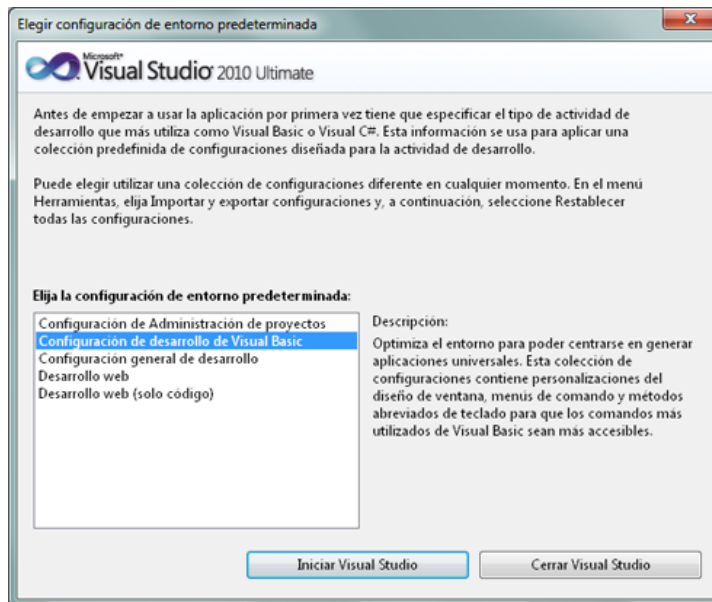 Elegir configuración de entorno predeterminada
Microsoft®
Visual Studio® 2010 Ultimate
Antes de empezar a usar la aplicación por primera vez tiene que especificar el tipo de actividad de
desarrollo que más utiliza como Visual Basic o Visual C#. Esta información se usa para aplicar una
colección predefinida de configuraciones diseñada para la actividad de desarrollo.
Puede elegir utilizar una colección de configuraciones diferente en cualquier momento. En el menú
Herramientas, elija Importar y exportar configuraciones y, a continuación, seleccione Restablecer
todas las configuraciones.
Elija la configuración de entorno predeterminada:
Configuración de Administración de proyectos
Configuración de desarrollo de Visual Basic
Configuración general de desarrollo
Desarrollo web
Desarrollo web (solo código)
Descripción:
Optimiza el entorno para poder centrarse en generar
aplicaciones universales. Esta colección de
configuraciones contiene personalizaciones del
diseño de ventana, menús de comando y métodos
abreviados de teclado para que los comandos más
utilizados de Visual Basic sean más accesibles.
Iniciar Visual Studio
Cerrar Visual Studio